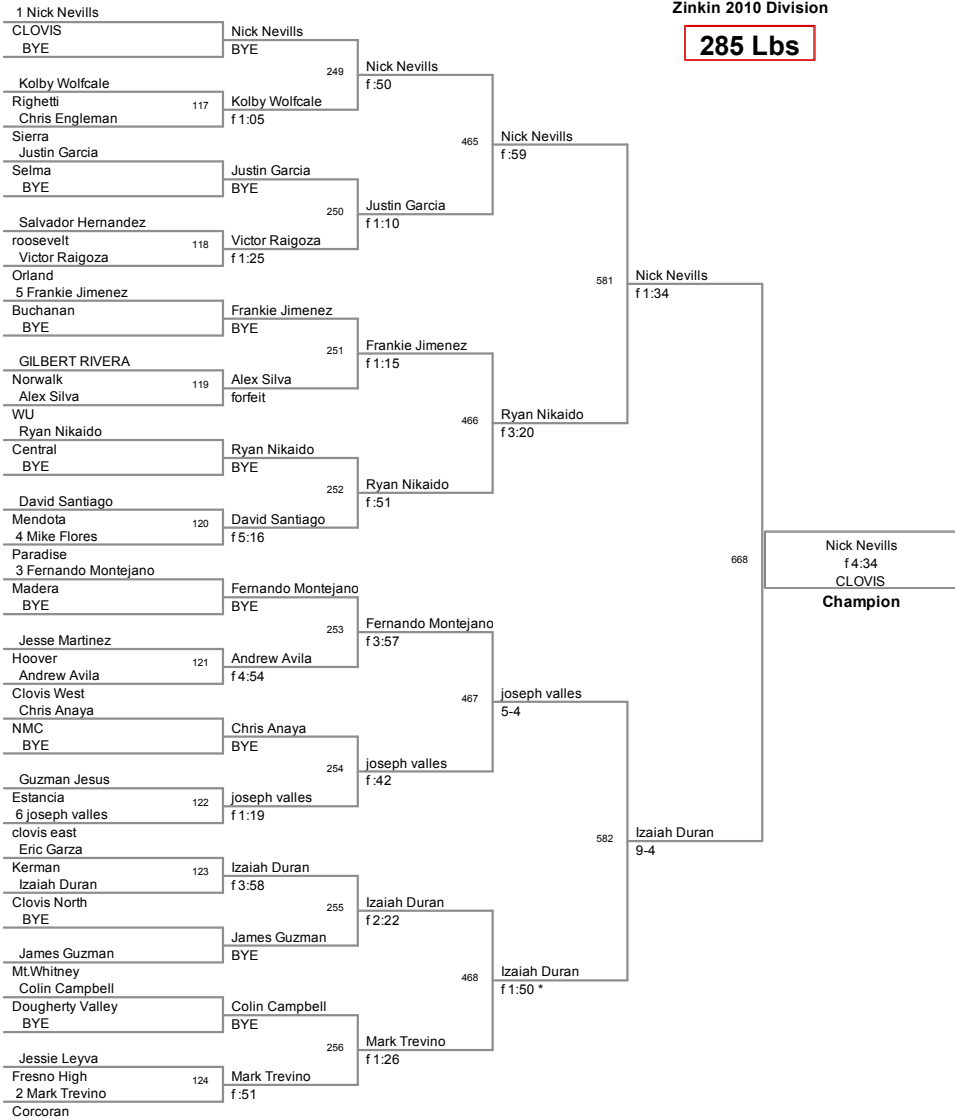 Zinkin 2010 Division
285 Lbs
1 Nick Nevills
CLOVIS
BYE
Kolby Wolfcale
Righetti
Chris Engleman
Sierra
Justin Garcia
Selma
BYE
Salvador Hernandez
roosevelt
Victor Raigoza
Orland
5 Frankie Jimenez
Buchanan
BYE
GILBERT RIVERA
Norwalk
Alex Silva
WU
Ryan Nikaido
Central
BYE
David Santiago
Mendota
4 Mike Flores
Paradise
3 Fernando Montejano
Madera
BYE
Jesse Martinez
Hoover
Andrew Avila
Clovis West
Chris Anaya
NMC
BYE
Guzman Jesus
Estancia
6 joseph valles
clovis east
Eric Garza
Kerman
Izaiah Duran
Clovis North
BYE
James Guzman
Mt.Whitney
Colin Campbell
Dougherty Valley
BYE
Jessie Leyva
Fresno High
2 Mark Trevino
Corcoran
117
118
119
120
121
122
123
124
Nick Nevills
BYE
Kolby Wolfcale
f 1:05
Justin Garcia
BYE
Victor Raigoza
f 1:25
Frankie Jimenez
BYE
Alex Silva
forfeit
Ryan Nikaido
BYE
David Santiago
f 5:16
Fernando Montejano
BYE
Andrew Avila
f 4:54
Chris Anaya
BYE
joseph valles
f 1:19
Izaiah Duran
f 3:58
James Guzman
BYE
Colin Campbell
BYE
Mark Trevino
f :51
249
250
251
252
253
254
255
256
Nick Nevills
f :50
Justin Garcia
f 1:10
Frankie Jimenez
f 1:15
Ryan Nikaido
f :51
Fernando Montejano
f 3:57
joseph valles
f :42
Izaiah Duran
f 2:22
Mark Trevino
f 1:26
465
466
467
468
Nick Nevills
f :59
Ryan Nikaido
f 3:20
joseph valles
5-4
Izaiah Duran
f 1:50 *
581
582
Nick Nevills
f 1:34
Izaiah Duran
9-4
668
Nick Nevills
f 4:34
CLOVIS
Champion